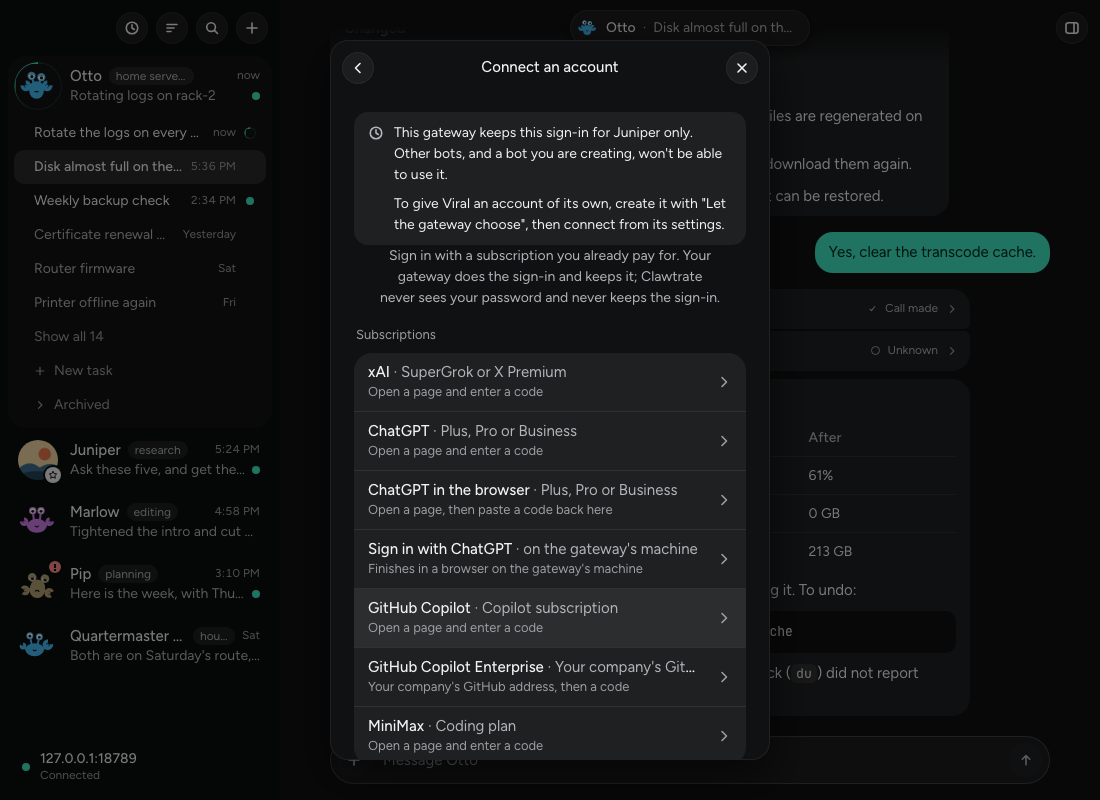 Otto · Disk almost full on th...
Otto home serve... now
Rotating logs on rack-2
Rotate the logs on every ... now
Disk almost full on the... 5:36 PM
Weekly backup check 2:34 PM
Certificate renewal ... Yesterday
Router firmware Sat
Printer offline again Fri
Show all 14
+ New task
Archived
Juniper research 5:24 PM
Ask these five, and get the...
Marlow editing 4:58 PM
Tightened the intro and cut ...
Pip planning 3:10 PM
Here is the week, with Thu...
Quartermaster ... hou... Sat
Both are on Saturday's route,...
127.0.0.1:18789
Connected
Connect an account
This gateway keeps this sign-in for Juniper only.
Other bots, and a bot you are creating, won't be able
to use it.
To give Viral an account of its own, create it with "Let
the gateway choose", then connect from its settings.
Sign in with a subscription you already pay for. Your
gateway does the sign-in and keeps it; Clawtrate
never sees your password and never keeps the sign-in.
Subscriptions
xAI · SuperGrok or X Premium
Open a page and enter a code
ChatGPT · Plus, Pro or Business
Open a page and enter a code
ChatGPT in the browser · Plus, Pro or Business
Open a page, then paste a code back here
Sign in with ChatGPT · on the gateway's machine
Finishes in a browser on the gateway's machine
GitHub Copilot · Copilot subscription
Open a page and enter a code
GitHub Copilot Enterprise · Your company's Git...
Your company's GitHub address, then a code
MiniMax · Coding plan
Open a page and enter a code
iles are regenerated on
download them again.
can be restored.
Yes, clear the transcode cache.
Call made
Unknown
After
61%
0 GB
213 GB
g it. To undo:
che
ck (du) did not report
Message Otto